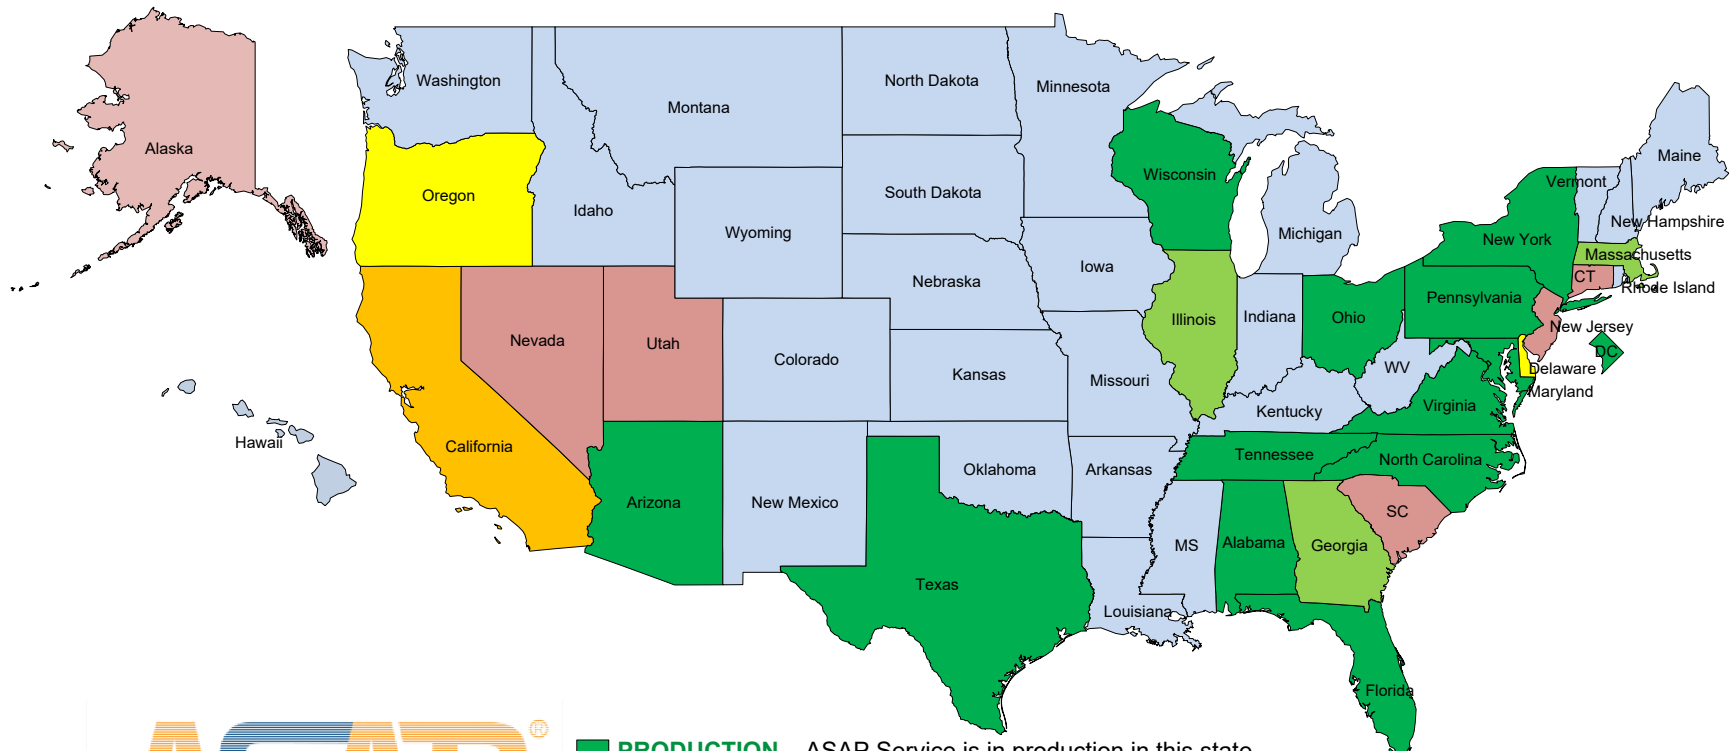 Washington
Montana
North Dakota
Minnesota
Alaska
Oregon
Idaho
Wyoming
South Dakota
Wisconsin
Michigan
Maine
Vermont
New Hampshire
New York
Massachusetts
CT
Rhode Island
Nebraska
Iowa
Pennsylvania
New Jersey
DC
Delaware
Maryland
Nevada
Utah
Colorado
Kansas
Missouri
Illinois
Indiana
Ohio
WV
Virginia
Kentucky
Hawaii
California
Arizona
New Mexico
Oklahoma
Arkansas
Tennessee
North Carolina
SC
Texas
Louisiana
MS
Alabama
Georgia
Florida
ASAP®
PRODUCTION ASAP Service is in production in this state